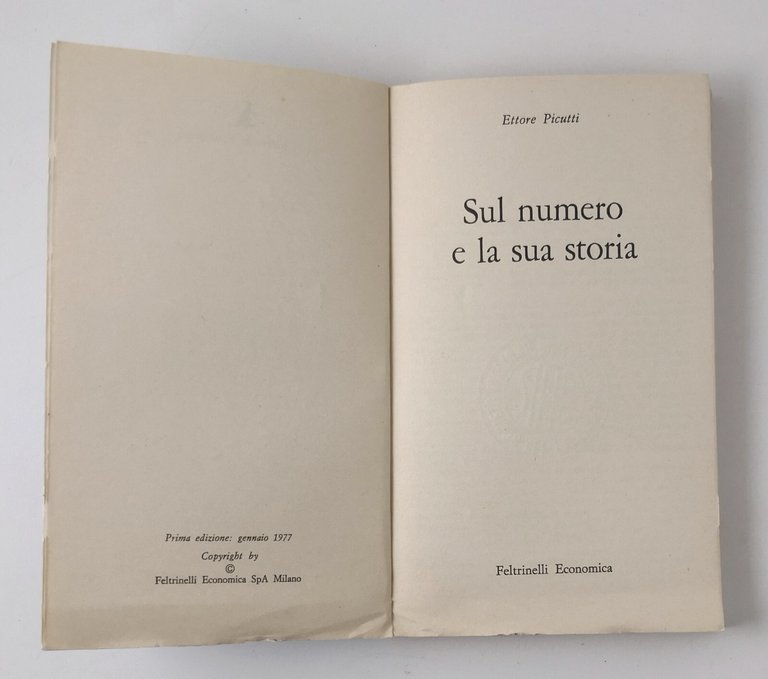 Prima edizione: gennaio 1977
Copyright by
©
Feltrinelli Economica SpA Milano
Ettore Picutti
Sul numero
e la sua storia
Feltrinelli Economica